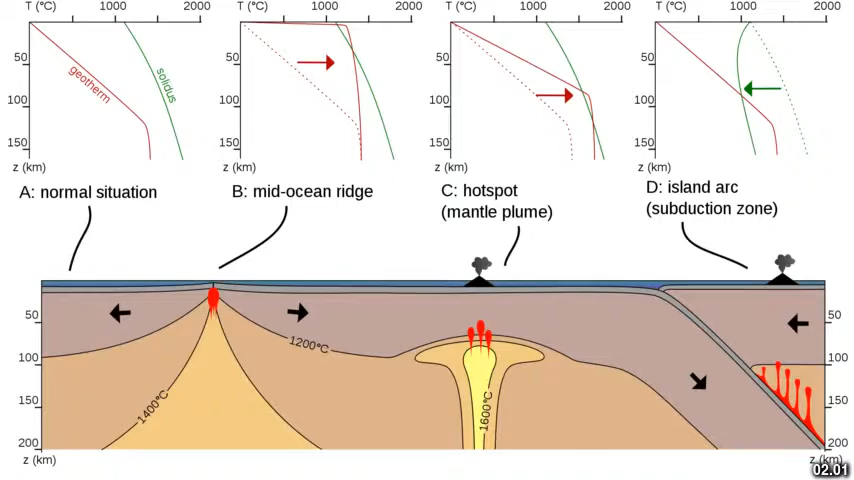 T (°C) 1000 2000
T (°C) 1000 2000
T (°C) 1000 2000
T (°C) 1000 2000
50
100
150
z (km)
geotherm
solidus
50
100
150
z (km)
50
100
150
z (km)
50
100
150
z (km)
A: normal situation
B: mid-ocean ridge
C: hotspot
(mantle plume)
D: island arc
(subduction zone)
50
100
150
200
z (km)
1400°C
1200°C
1600°C
50
100
150
200
z (km)
02.01